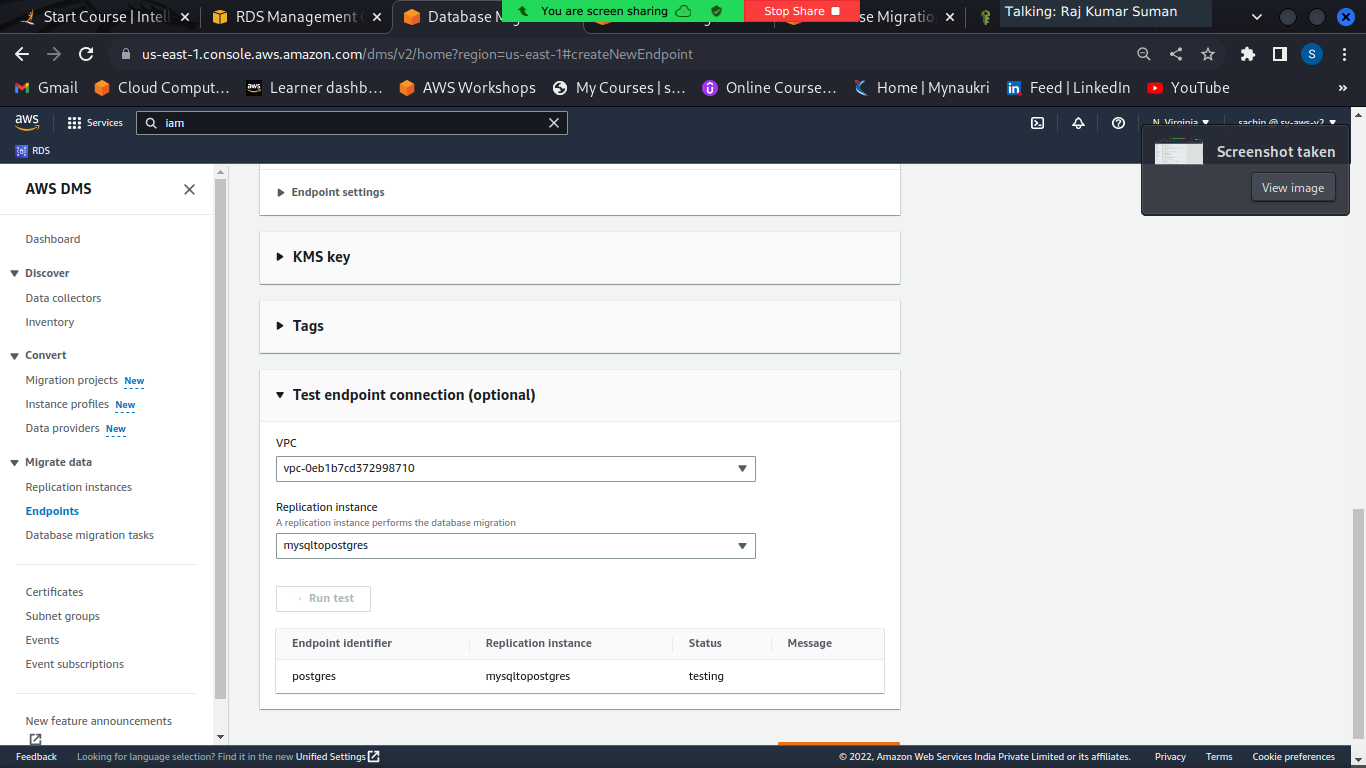 Start Course | Intell
RDS Management
Database M
You are screen sharing
Stop Share
ase Migratio
Talking: Raj Kumar Suman
us-east-1.console.aws.amazon.com/dms/v2/home?region=us-east-1#createNewEndpoint
S
Gmail
Cloud Comput…
Learner dashb…
AWS Workshops
My Courses | s…
Online Course…
Home | Mynaukri
Feed | LinkedIn
YouTube
»
aws
Services
iam
N. Virginia
sachin @ sy-aws-v2
RDS
Screenshot taken
View image
AWS DMS
Dashboard
Discover
Data collectors
Inventory
Convert
Migration projects New
Instance profiles New
Data providers New
Migrate data
Replication instances
Endpoints
Database migration tasks
Certificates
Subnet groups
Events
Event subscriptions
New feature announcements
Endpoint settings
KMS key
Tags
Test endpoint connection (optional)
VPC
vpc-0eb1b7cd372998710
Replication instance
A replication instance performs the database migration
mysqltopostgres
Run test
Endpoint identifier Replication instance Status Message
postgres mysqltopostgres testing
Feedback Looking for language selection? Find it in the new Unified Settings © 2022, Amazon Web Services India Private Limited or its affiliates. Privacy Terms Cookie preferences